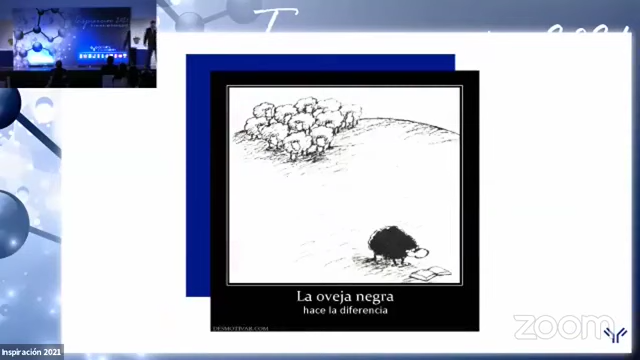 La oveja negra
hace la diferencia
DESMOTIVAR.COM
zoom
Inspiración 2021